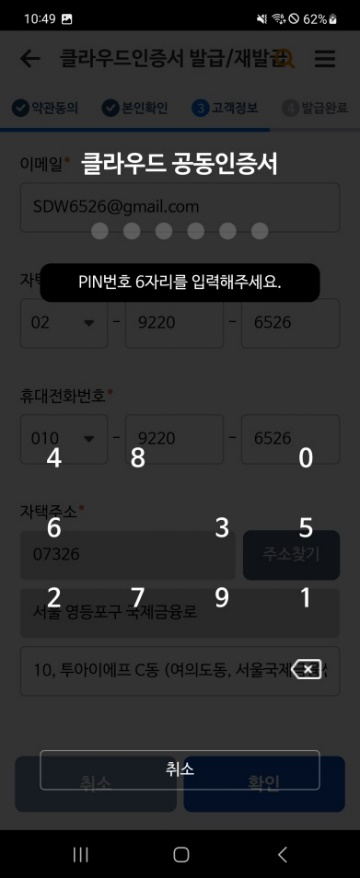 10:49 62%
클라우드인증서 발급/재발급
약관동의 본인확인 3 고객정보 4 발급완료
이메일*
클라우드 공동인증서
SDW6526@gmail.com
PIN번호 6자리를 입력해주세요.
02 - 9220 - 6526
휴대전화번호*
010 - 9220 - 6526
4 8 0
자택주소*
6 3 5
07326 주소찾기
2 7 9 1
서울 영등포구 국제금융로
10, 투아이에프 C동 (여의도동, 서울국제
취소
취소 확인